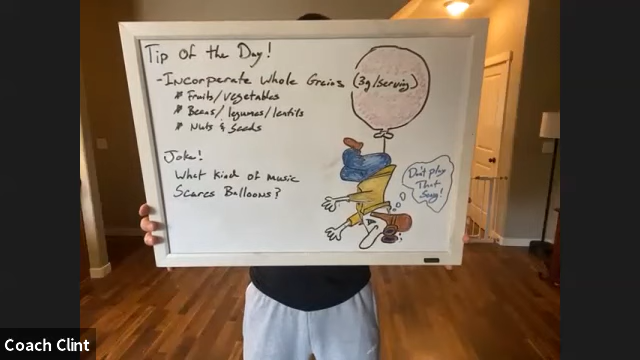 Tip of the Day!
-Incorperate Whole Grains (3g/serving)
* Fruits/vegetables
* Beans/legumes/lentils
* Nuts & Seeds
Joke!
What kind of music
Scares Balloons?
Don't play
That
Song!
Coach Clint